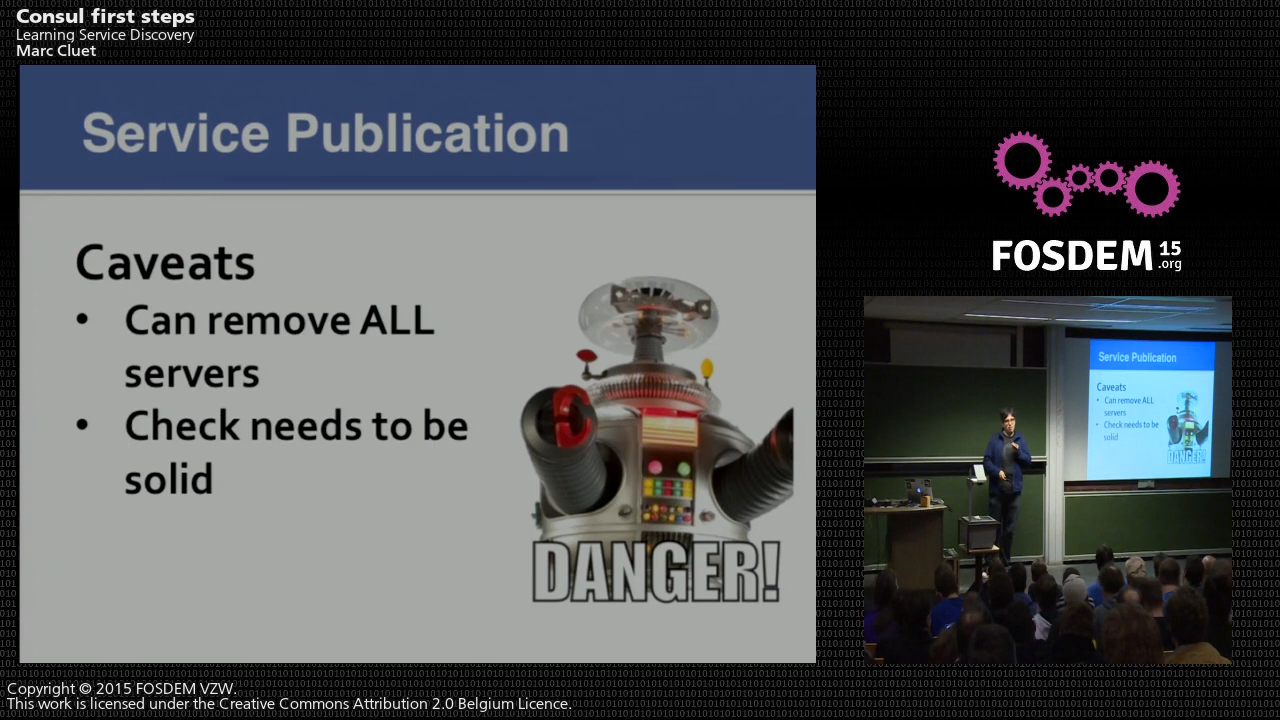 Consul first steps
Learning Service Discovery
Marc Cluet
Service Publication
Caveats
• Can remove ALL
servers
• Check needs to be
solid
DANGER!
FOSDEM 15
.org
Service Publication
Caveats
• Can remove ALL
servers
• Check needs to be
solid
DANGER!
Copyright © 2015 FOSDEM VZW.
This work is licensed under the Creative Commons Attribution 2.0 Belgium Licence.